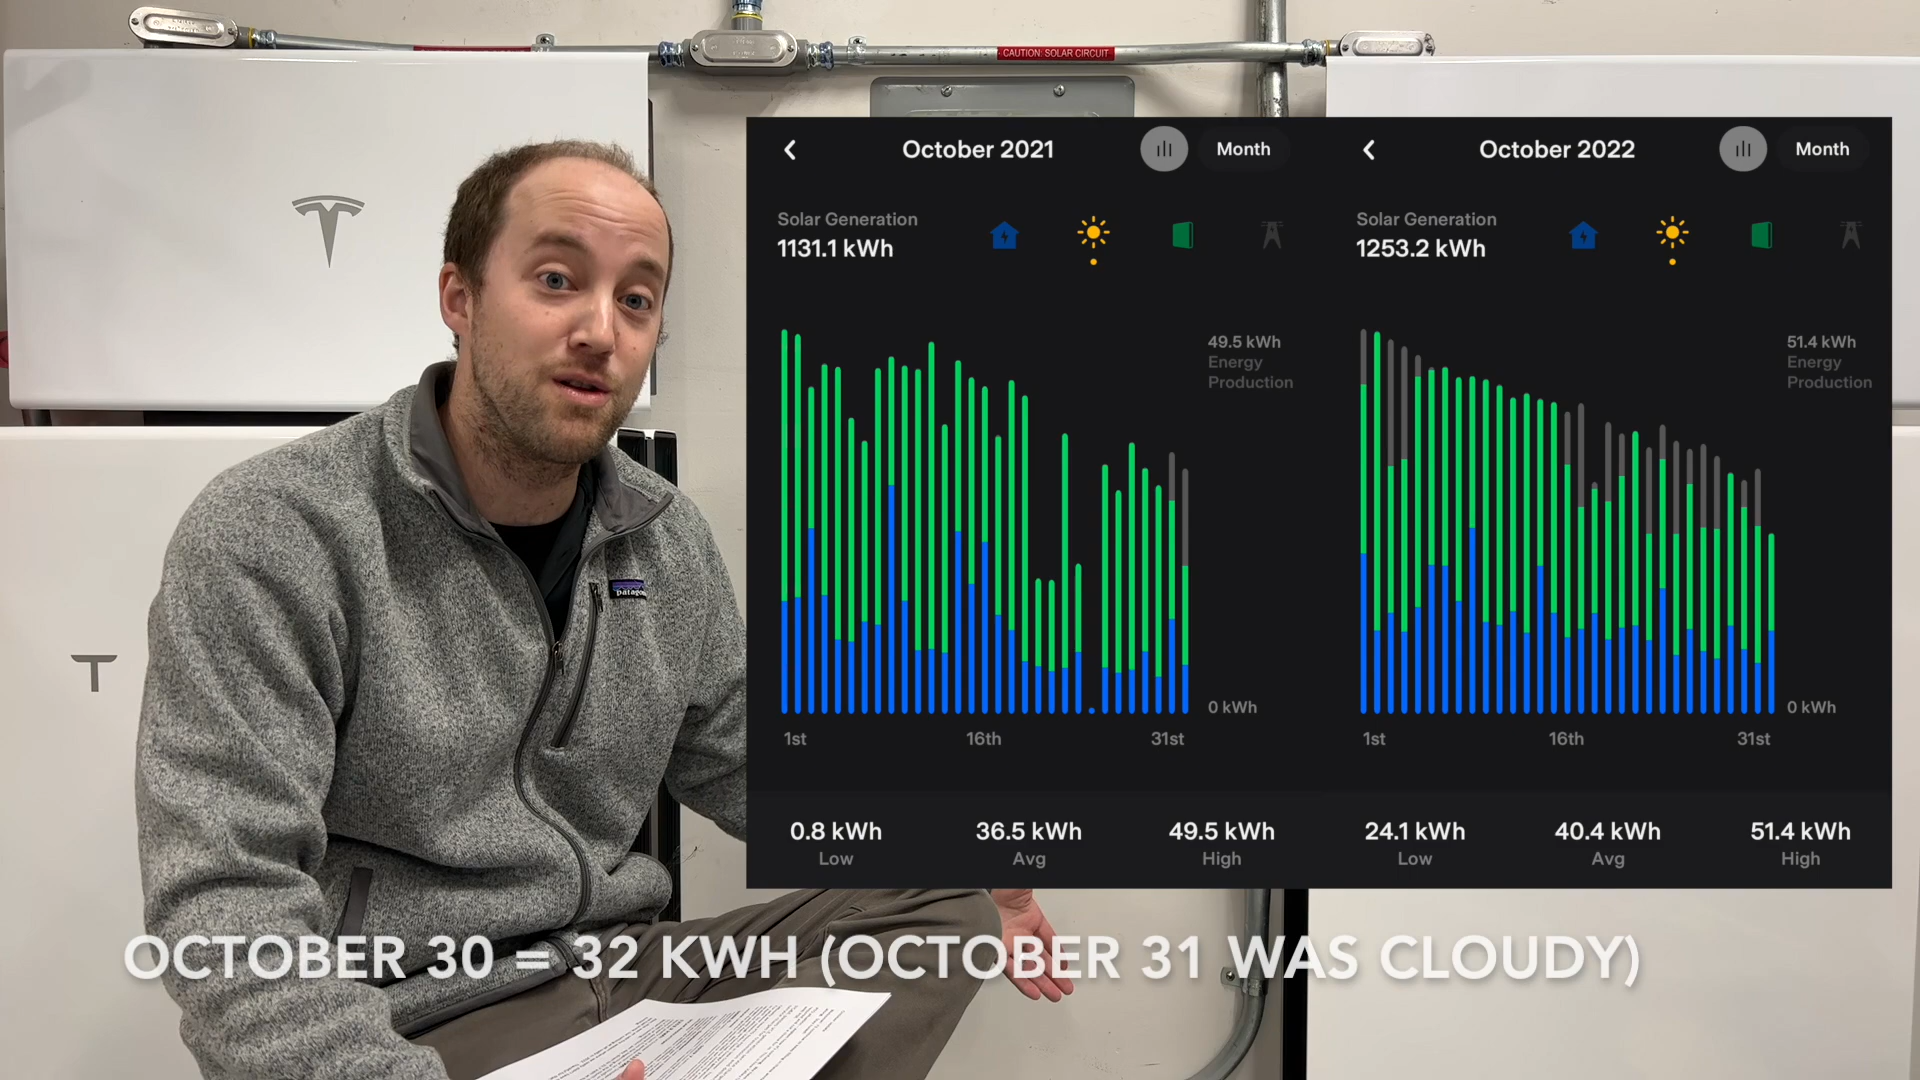 CAUTION: SOLAR CIRCUIT
October 2021
Month
Solar Generation
1131.1 kWh
49.5 kWh
Energy
Production
0 kWh
1st
16th
31st
0.8 kWh
Low
36.5 kWh
Avg
49.5 kWh
High
October 2022
Month
Solar Generation
1253.2 kWh
51.4 kWh
Energy
Production
0 kWh
1st
16th
31st
24.1 kWh
Low
40.4 kWh
Avg
51.4 kWh
High
patagonia
OCTOBER 30 = 32 KWH (OCTOBER 31 WAS CLOUDY)